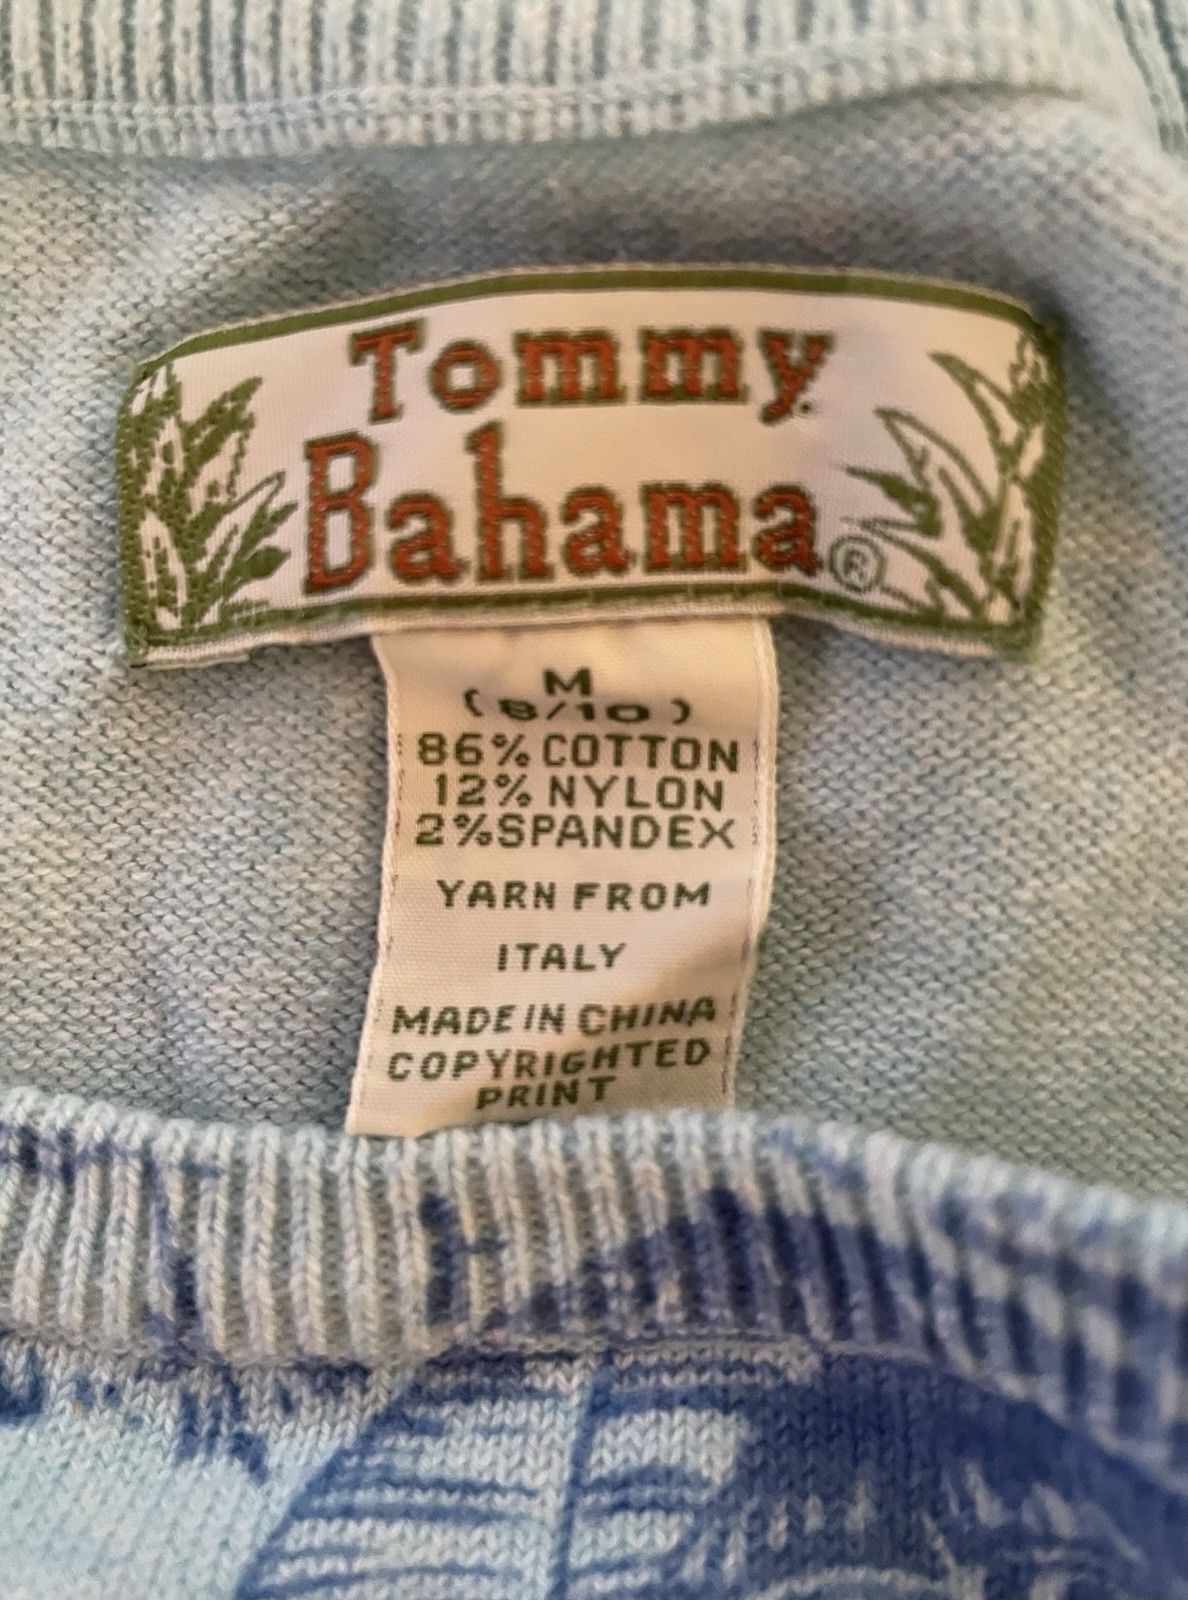 Tommy
Bahama®
M
(8/10)
86% COTTON
12% NYLON
2%SPANDEX
YARN FROM
ITALY
MADE IN CHINA
COPYRIGHTED
PRINT